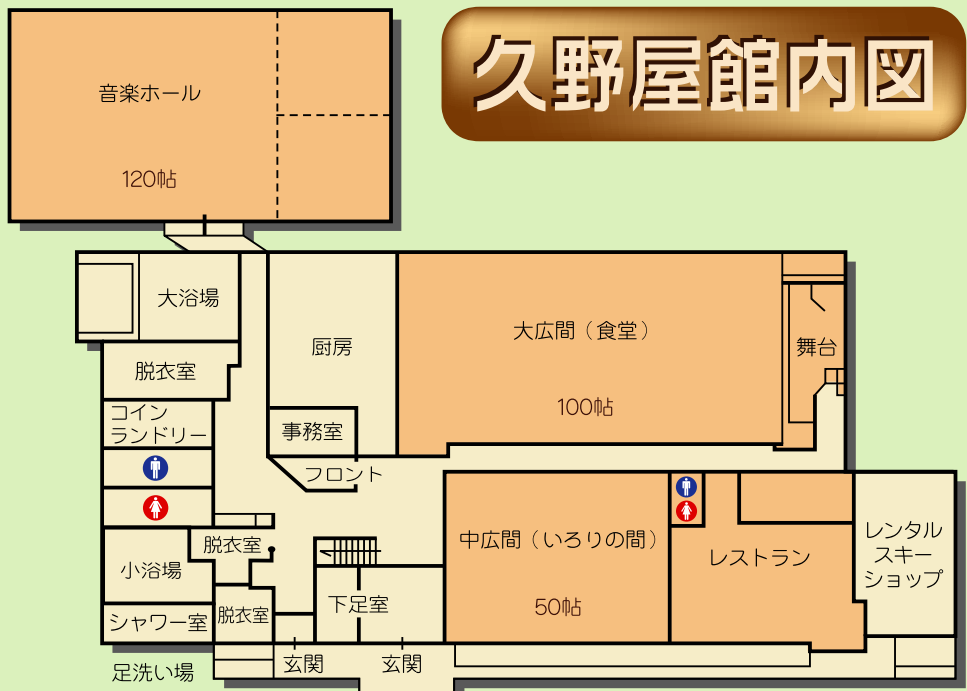 久野屋館内図
音楽ホール
120帖
大浴場
脱衣室
コイン
ランドリー
厨房
事務室
フロント
大広間(食堂)
100帖
舞台
脱衣室
小浴場
シャワー室
脱衣室
下足室
中広間(いろりの間)
50帖
レストラン
レンタル
スキー
ショップ
足洗い場
玄関
玄関